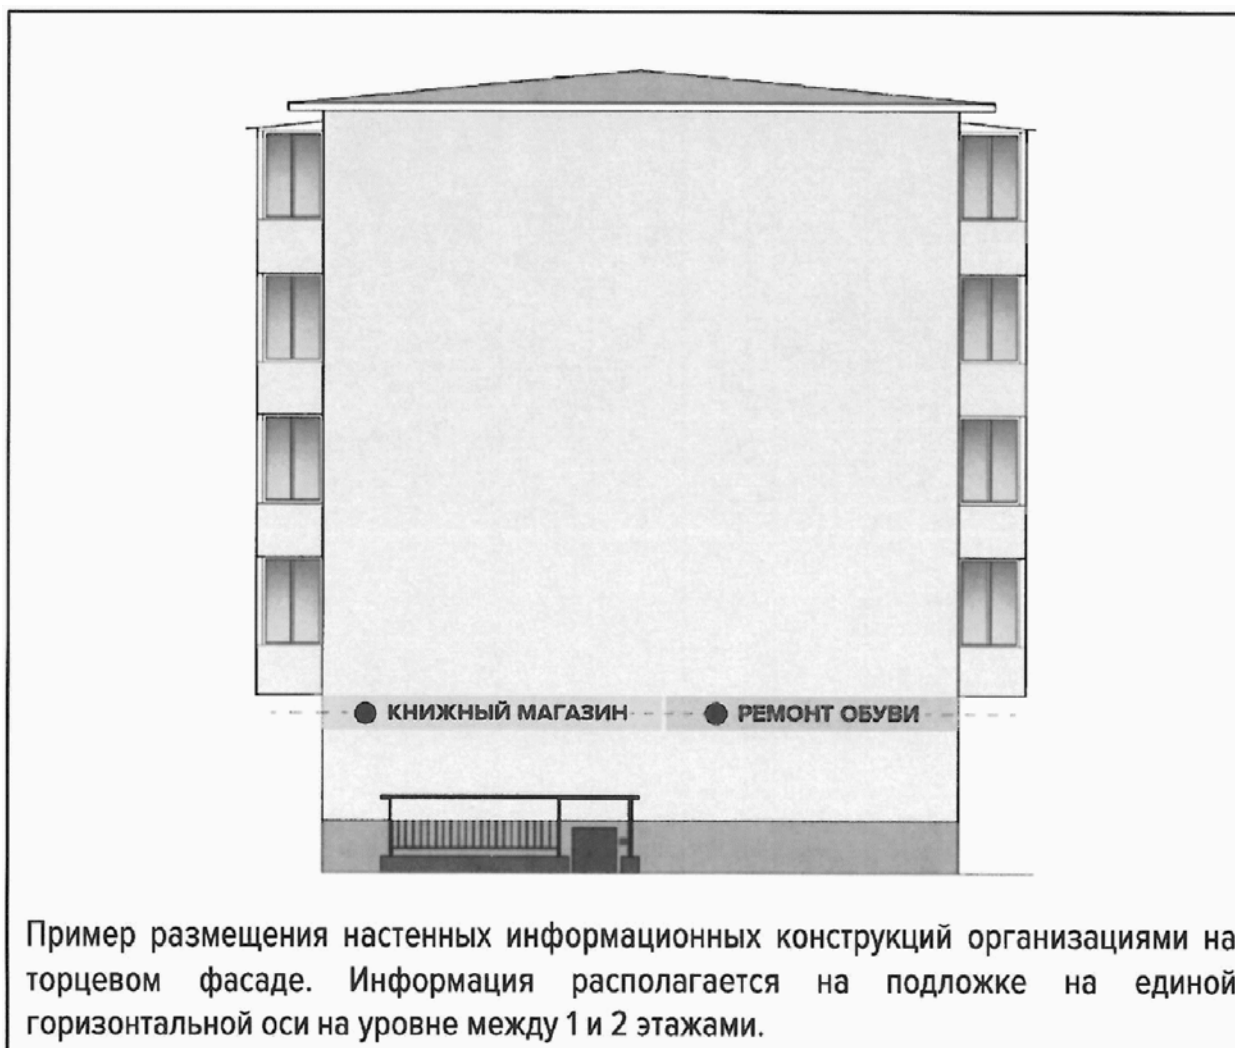 КНИЖНЫЙ МАГАЗИН
РЕМОНТ ОБУВИ
Пример размещения настенных информационных конструкций организациями на
торцевом фасаде. Информация располагается на подложке на единой
горизонтальной оси на уровне между 1 и 2 этажами.